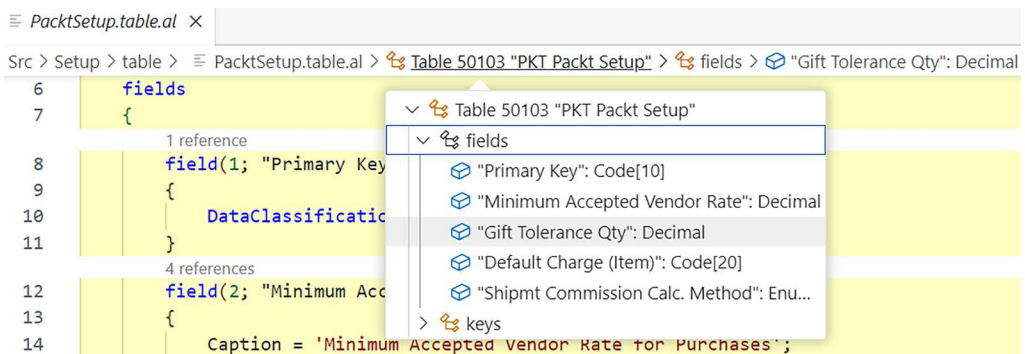 PacktSetup.table.al ×
Src > Setup > table > PacktSetup.table.al > Table 50103 "PKT Packt Setup" > fields > "Gift Tolerance Qty": Decimal
6 fields
7 {
1 reference
8 field(1; "Primary Key
9 {
10 DataClassificatio
11 }
4 references
12 field(2; "Minimum Acc
13 {
14 Caption = 'Minimum Accepted Vendor Rate for Purchases';
Table 50103 "PKT Packt Setup"
fields
"Primary Key": Code[10]
"Minimum Accepted Vendor Rate": Decimal
"Gift Tolerance Qty": Decimal
"Default Charge (Item)": Code[20]
"Shipmt Commission Calc. Method": Enu...
keys